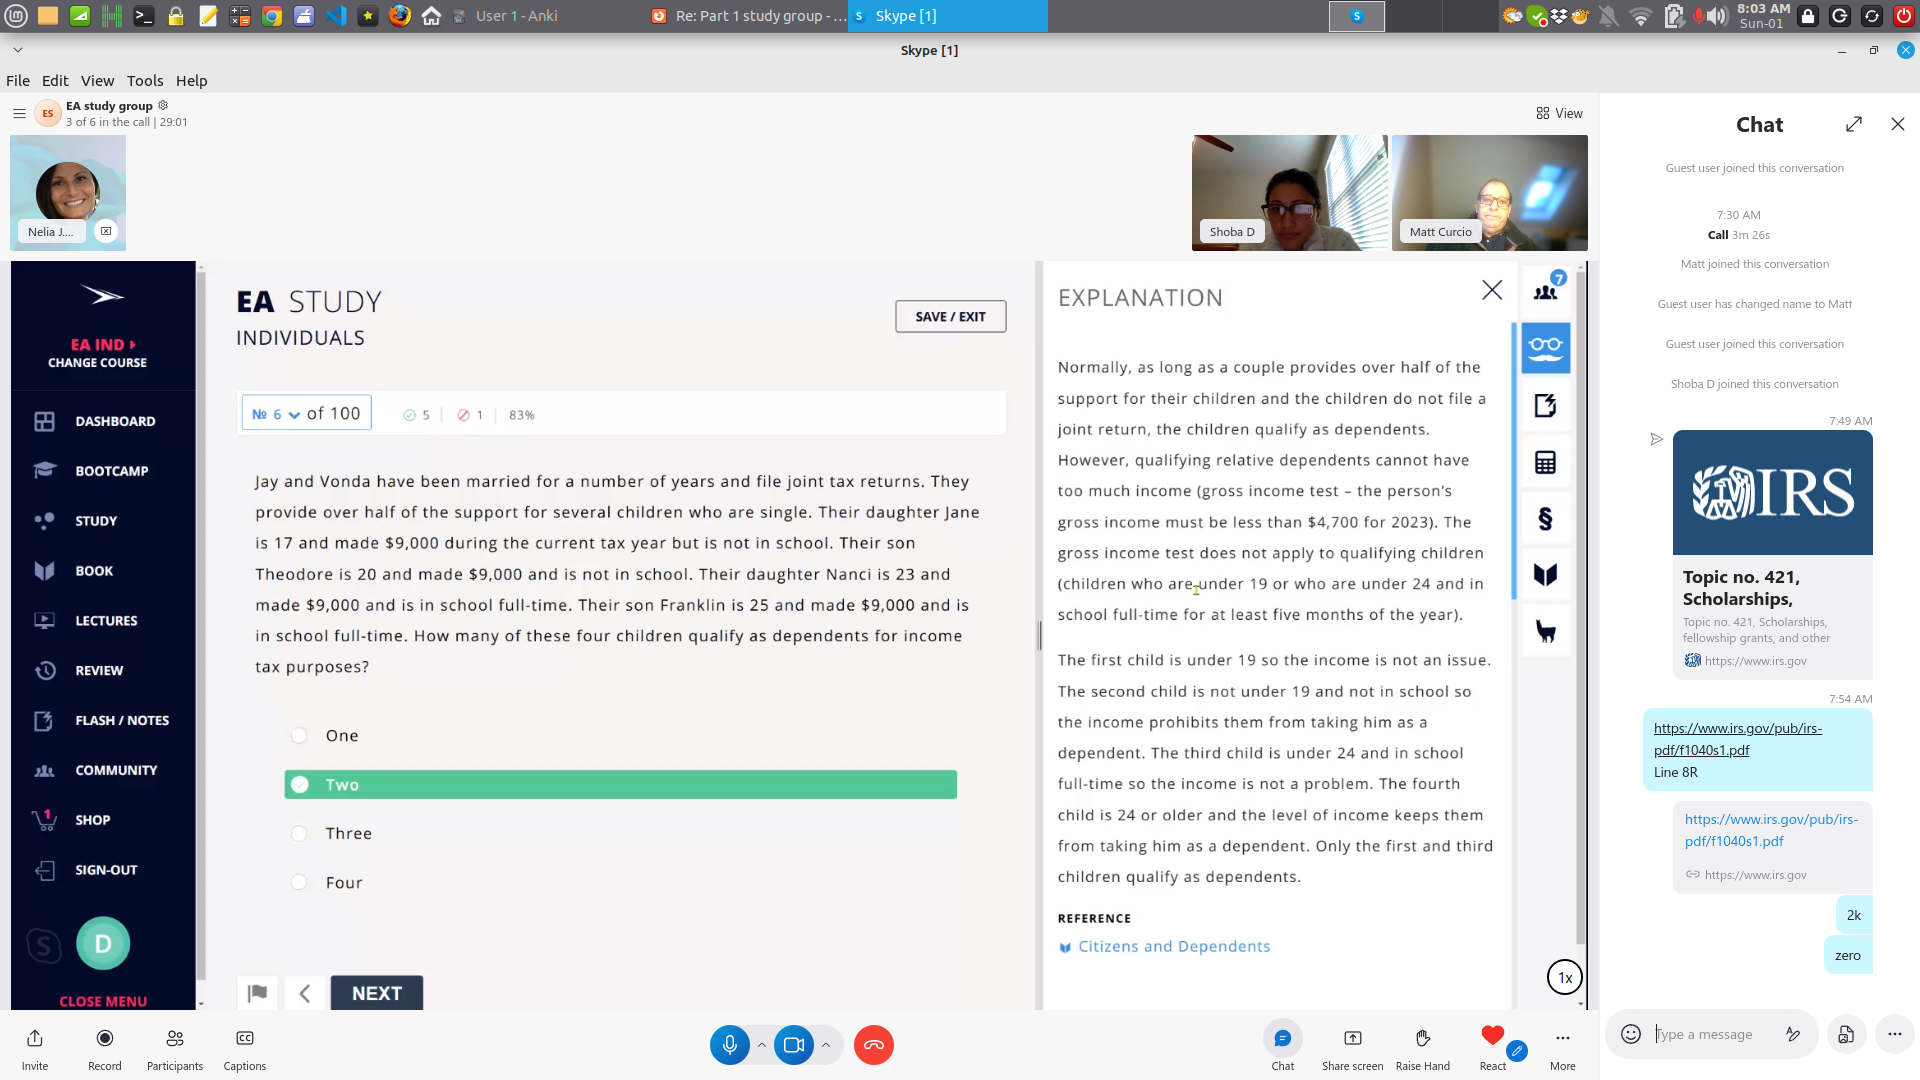 User 1 - Anki
Re: Part 1 study group - ...
Skype [1]
8:03 AM
Sun-01
Skype [1]
File Edit View Tools Help
ES
EA study group
3 of 6 in the call | 29:01
View
Nelia J....
Shoba D
Matt Curcio
EA IND
CHANGE COURSE
DASHBOARD
BOOTCAMP
STUDY
BOOK
LECTURES
REVIEW
FLASH / NOTES
COMMUNITY
1
SHOP
SIGN-OUT
D
CLOSE MENU
EA STUDY
INDIVIDUALS
SAVE / EXIT
№ 6 of 100
5 | 1 | 83%
Jay and Vonda have been married for a number of years and file joint tax returns. They
provide over half of the support for several children who are single. Their daughter Jane
is 17 and made $9,000 during the current tax year but is not in school. Their son
Theodore is 20 and made $9,000 and is not in school. Their daughter Nanci is 23 and
made $9,000 and is in school full-time. Their son Franklin is 25 and made $9,000 and is
in school full-time. How many of these four children qualify as dependents for income
tax purposes?
One
Two
Three
Four
NEXT
EXPLANATION
Normally, as long as a couple provides over half of the
support for their children and the children do not file a
joint return, the children qualify as dependents.
However, qualifying relative dependents cannot have
too much income (gross income test – the person's
gross income must be less than $4,700 for 2023). The
gross income test does not apply to qualifying children
(children who are under 19 or who are under 24 and in
school full-time for at least five months of the year).
The first child is under 19 so the income is not an issue.
The second child is not under 19 and not in school so
the income prohibits them from taking him as a
dependent. The third child is under 24 and in school
full-time so the income is not a problem. The fourth
child is 24 or older and the level of income keeps them
from taking him as a dependent. Only the first and third
children qualify as dependents.
REFERENCE
Citizens and Dependents
7
§
1x
Chat
Guest user joined this conversation
7:30 AM
Call 3m 26s
Matt joined this conversation
Guest user has changed name to Matt
Guest user joined this conversation
Shoba D joined this conversation
7:49 AM
IRS
Topic no. 421,
Scholarships,
Topic no. 421, Scholarships,
fellowship grants, and other
https://www.irs.gov
7:54 AM
https://www.irs.gov/pub/irs-
pdf/f1040s1.pdf
Line 8R
https://www.irs.gov/pub/irs-
pdf/f1040s1.pdf
https://www.irs.gov
2k
zero
Type a message
Invite
Record
Participants
CC
Captions
Chat
Share screen
Raise Hand
React
More